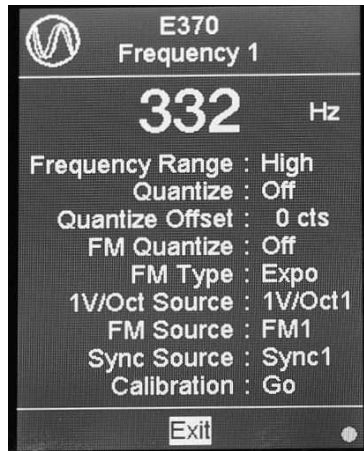 E370
Frequency 1
332 Hz
Frequency Range : High
Quantize : Off
Quantize Offset : 0 cts
FM Quantize : Off
FM Type : Expo
1V/Oct Source : 1V/Oct1
FM Source : FM1
Sync Source : Sync1
Calibration : Go
Exit